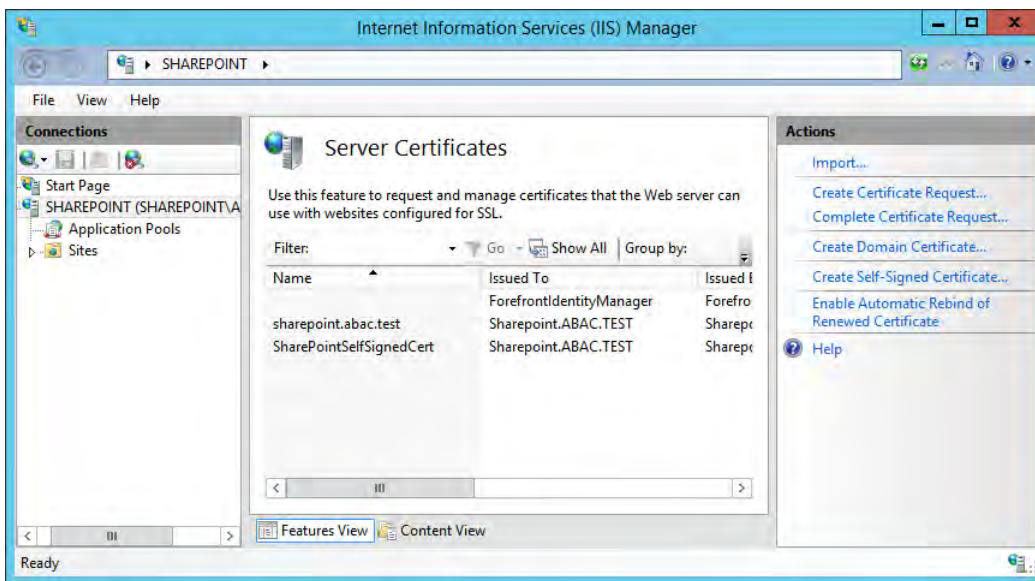 Internet Information Services (IIS) Manager
SHAREPOINT
File View Help
Connections
Start Page
SHAREPOINT (SHAREPOINT\A
Application Pools
Sites
Server Certificates
Use this feature to request and manage certificates that the Web server can
use with websites configured for SSL.
Filter: Go Show All Group by:
Name Issued To Issued
ForefrontIdentityManager Forefro
sharepoint.abac.test Sharepoint.ABAC.TEST
SharePointSelfSignedCert Sharepoint.ABAC.TEST
Features View Content View
Actions
Import...
Create Certificate Request...
Complete Certificate Request...
Create Domain Certificate...
Create Self-Signed Certificate...
Enable Automatic Rebind of
Renewed Certificate
Help
Ready